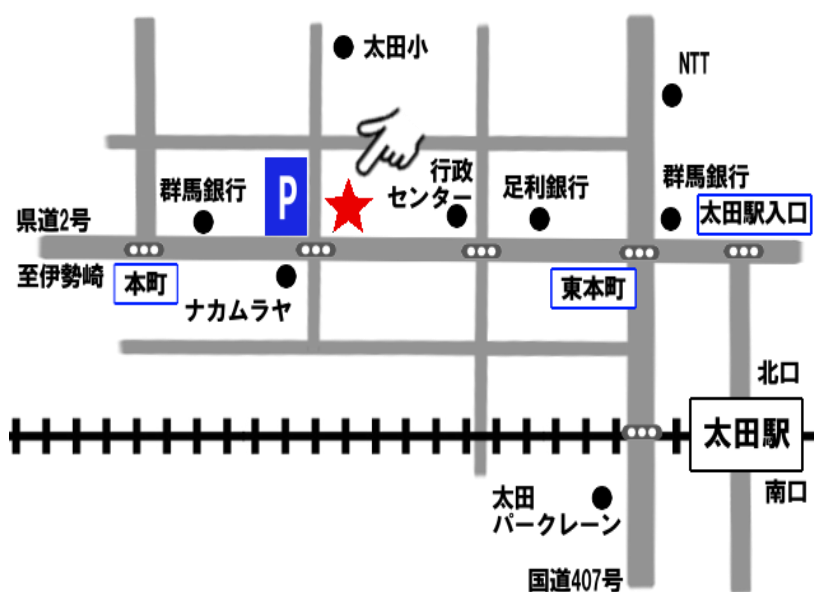 太田小
NTT
群馬銀行
P
行政
センター
足利銀行
群馬銀行
太田駅入口
県道2号
至伊勢崎
本町
ナカムラヤ
東本町
北口
太田駅
南口
太田
パークレーン
国道407号